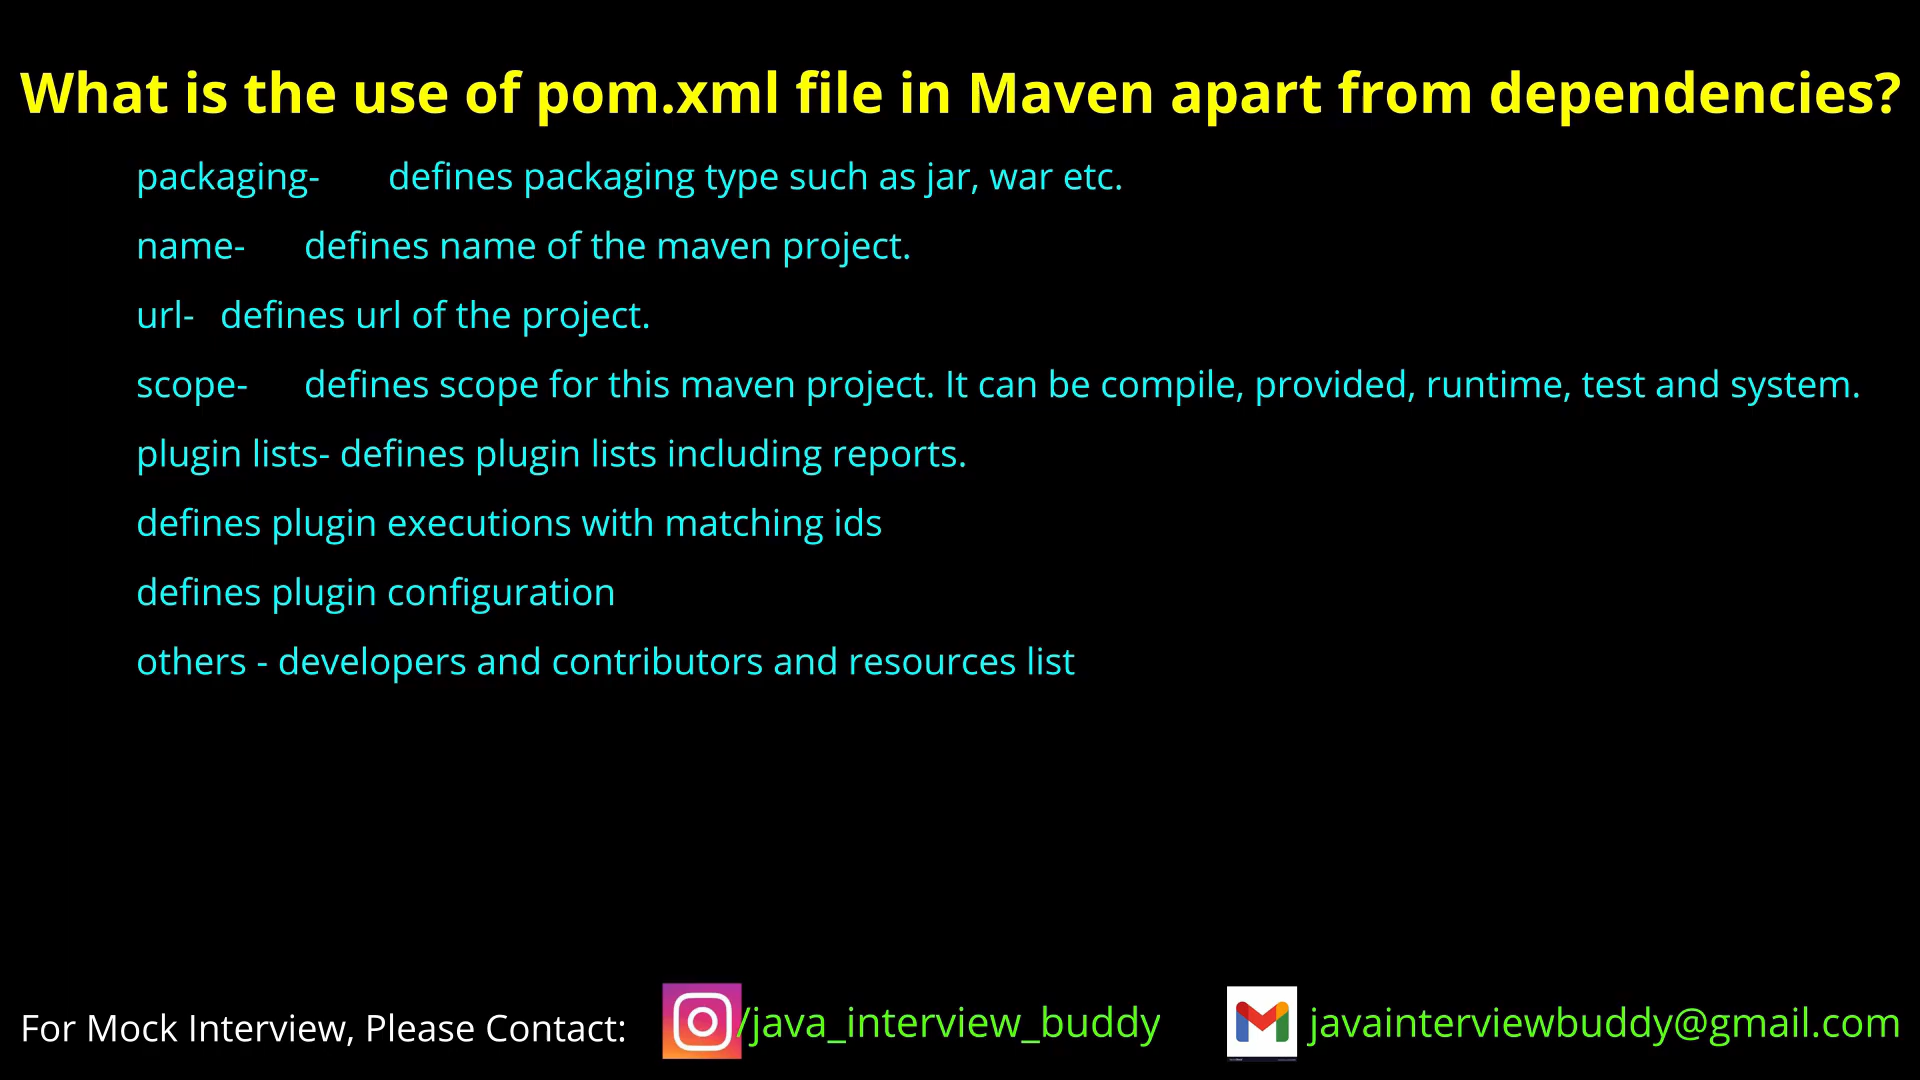 What is the use of pom.xml file in Maven apart from dependencies?
packaging- defines packaging type such as jar, war etc.
name- defines name of the maven project.
url- defines url of the project.
scope- defines scope for this maven project. It can be compile, provided, runtime, test and system.
plugin lists- defines plugin lists including reports.
defines plugin executions with matching ids
defines plugin configuration
others - developers and contributors and resources list
For Mock Interview, Please Contact: /java_interview_buddy javainterviewbuddy@gmail.com